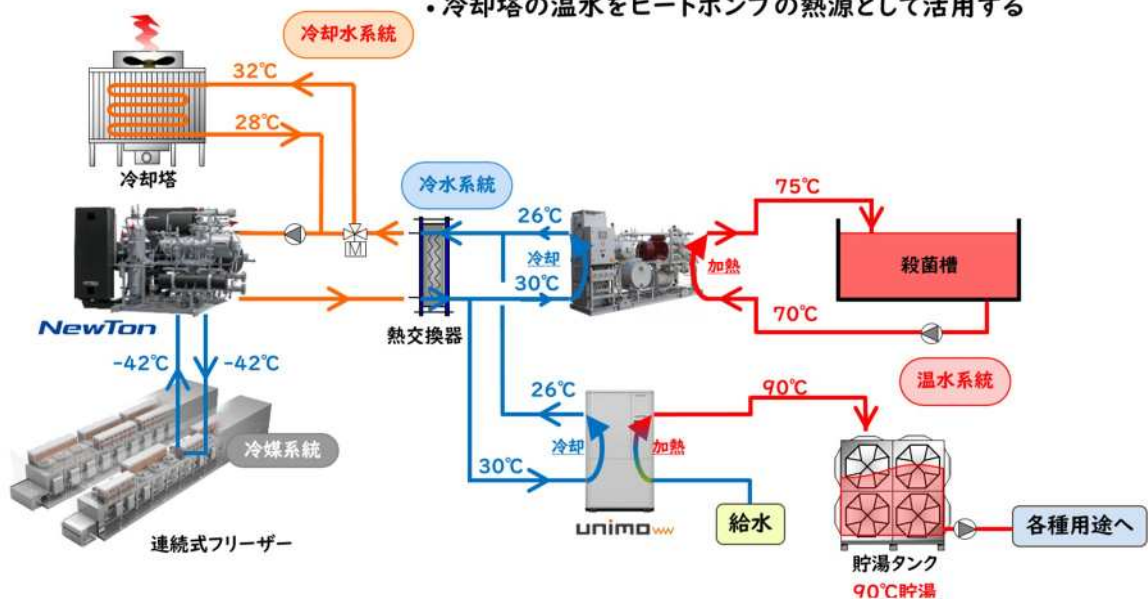 ・冷却塔の温水をヒートポンプの熱源として活用する
冷却水系統
32℃
28℃
冷却塔
冷水系統
26℃
75℃
冷却
加熱
殺菌槽
30℃
70℃
NewTon
熱交換器
-42℃
-42℃
温水系統
26℃
90℃
冷媒系統
冷却
加熱
30℃
unimo ww
給水
各種用途へ
連続式フリーザー
貯湯タンク
90℃貯湯
M